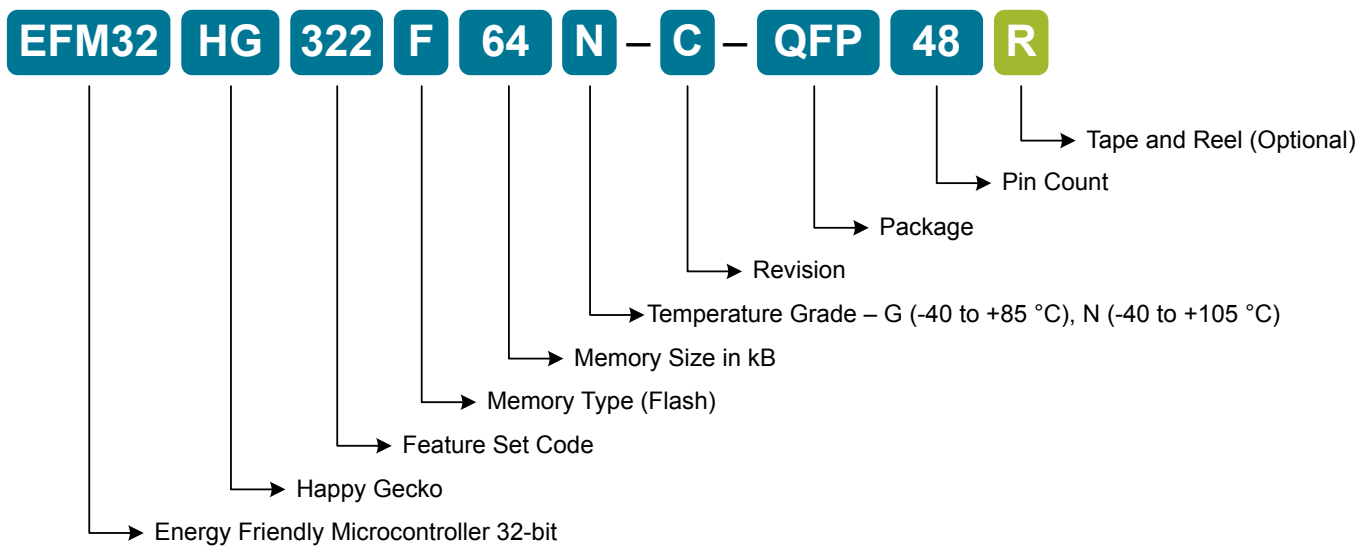 EFM32 HG 322 F 64 N – C – QFP 48 R
Tape and Reel (Optional)
Pin Count
Package
Revision
Temperature Grade – G (-40 to +85 °C), N (-40 to +105 °C)
Memory Size in kB
Memory Type (Flash)
Feature Set Code
Happy Gecko
Energy Friendly Microcontroller 32-bit